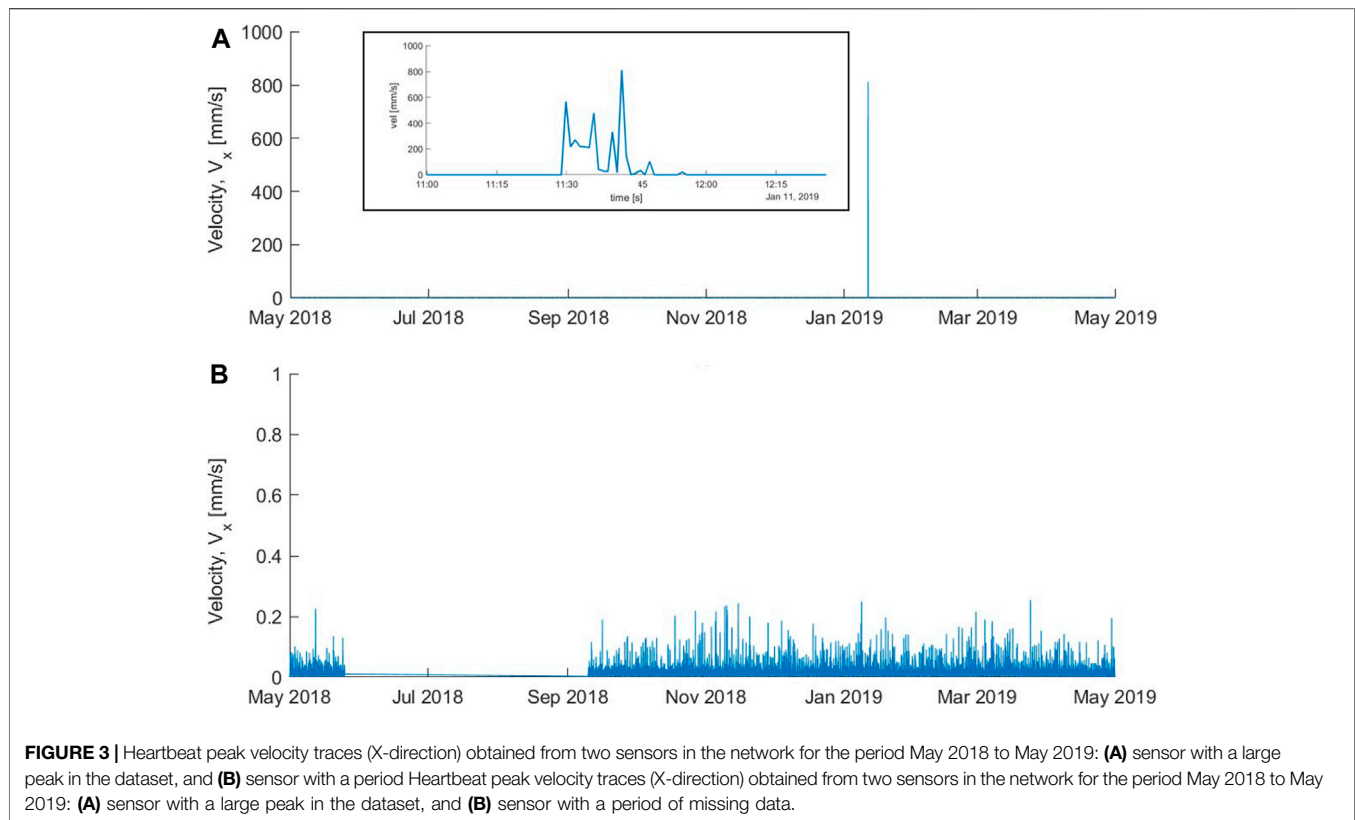 A
1000
800
600
400
200
0
Velocity, V_x [mm/s]
1000
800
600
400
200
0
vel [mm/s]
11:00 11:15 11:30 45 12:00 12:15
time [s] Jan 11, 2019
May 2018 Jul 2018 Sep 2018 Nov 2018 Jan 2019 Mar 2019 May 2019
B
1
0.8
0.6
0.4
0.2
0
Velocity, V_x [mm/s]
May 2018 Jul 2018 Sep 2018 Nov 2018 Jan 2019 Mar 2019 May 2019
FIGURE 3 | Heartbeat peak velocity traces (X-direction) obtained from two sensors in the network for the period May 2018 to May 2019: (A) sensor with a large
peak in the dataset, and (B) sensor with a period Heartbeat peak velocity traces (X-direction) obtained from two sensors in the network for the period May 2018 to May
2019: (A) sensor with a large peak in the dataset, and (B) sensor with a period of missing data.